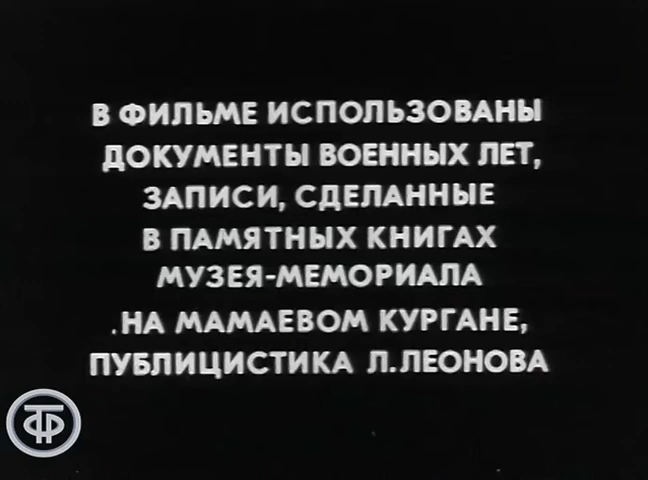 В ФИЛЬМЕ ИСПОЛЬЗОВАНЫ
ДОКУМЕНТЫ ВОЕННЫХ ЛЕТ,
ЗАПИСИ, СДЕЛАННЫЕ
В ПАМЯТНЫХ КНИГАХ
МУЗЕЯ-МЕМОРИАЛА
НА МАМАЕВОМ КУРГАНЕ,
ПУБЛИЦИСТИКА Л.ЛЕОНОВА